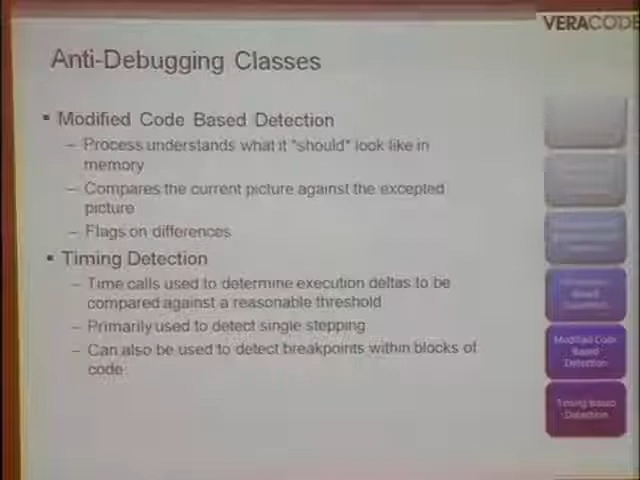 VERACODE
Anti-Debugging Classes
▪ Modified Code Based Detection
– Process understands what it "should" look like in
memory
– Compares the current picture against the excepted
picture
– Flags on differences
▪ Timing Detection
– Time calls used to determine execution deltas to be
compared against a reasonable threshold
– Primarily used to detect single stepping
– Can also be used to detect breakpoints within blocks of
code
Based
Modified Code
Based
Detection
Timing Based
Detection